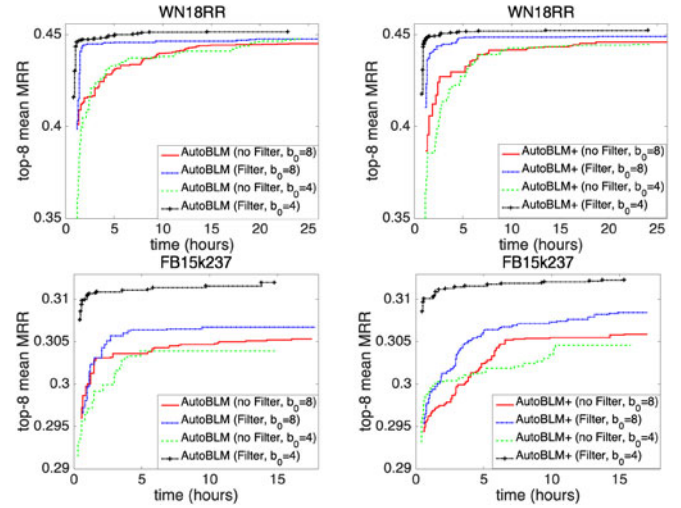 WN18RR
top-8 mean MRR
0.45
0.4
0.35
AutoBLM (no Filter, b0=8)
AutoBLM (Filter, b0=8)
AutoBLM (no Filter, b0=4)
AutoBLM (Filter, b0=4)
0 5 10 15 20 25
time (hours)
WN18RR
top-8 mean MRR
0.45
0.4
0.35
AutoBLM+ (no Filter, b0=8)
AutoBLM+ (Filter, b0=8)
AutoBLM+ (no Filter, b0=4)
AutoBLM+ (Filter, b0=4)
0 5 10 15 20 25
time (hours)
FB15k237
top-8 mean MRR
0.31
0.305
0.3
0.295
0.29
AutoBLM (no Filter, b0=8)
AutoBLM (Filter, b0=8)
AutoBLM (no Filter, b0=4)
AutoBLM (Filter, b0=4)
0 5 10 15
time (hours)
FB15k237
top-8 mean MRR
0.31
0.305
0.3
0.295
0.29
AutoBLM+ (no Filter, b0=8)
AutoBLM+ (Filter, b0=8)
AutoBLM+ (no Filter, b0=4)
AutoBLM+ (Filter, b0=4)
0 5 10 15
time (hours)